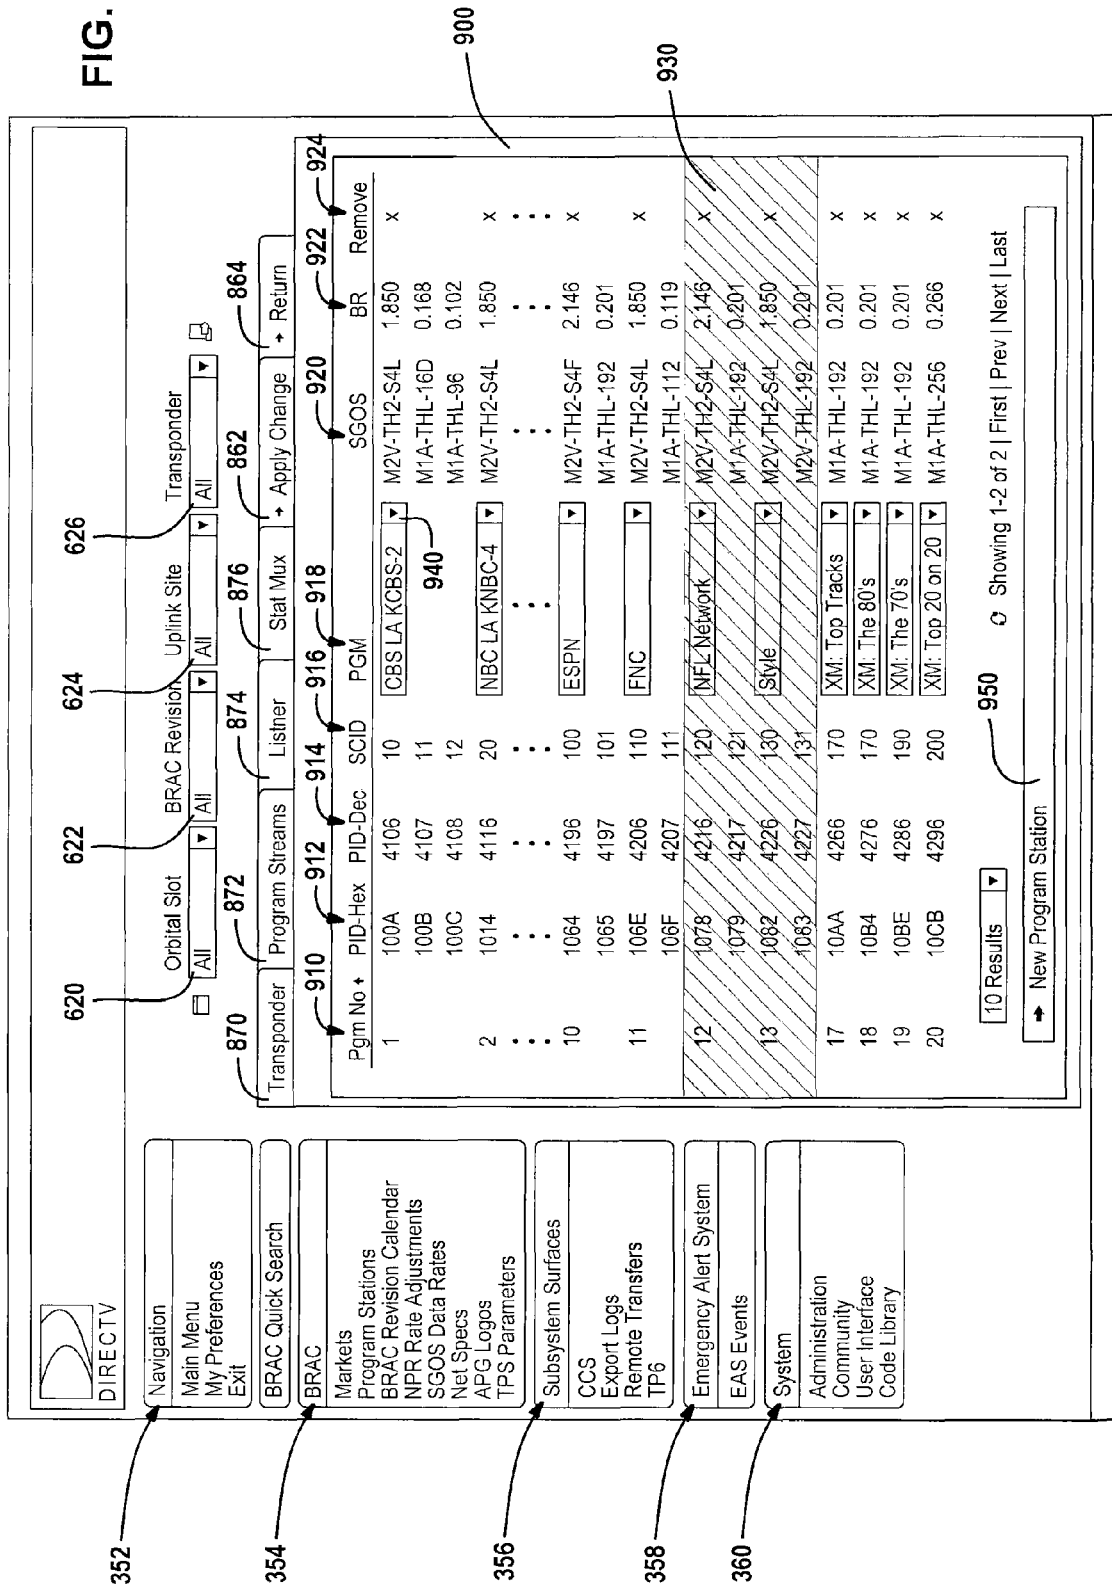 FIG.
DIRECTV
352
Navigation
Main Menu
My Preferences
Exit
BRAC Quick Search
354
BRAC
Markets
Program Stations
BRAC Revision Calendar
NPR Rate Adjustments
SGOS Data Rates
Net Specs
APG Logos
TPS Parameters
356
Subsystem Surfaces
CCS
Export Logs
Remote Transfers
TP6
358
Emergency Alert System
EAS Events
360
System
Administration
Community
User Interface
Code Library
620 622 624 626
Orbital Slot BRAC Revision Uplink Site Transponder
All All All All
870 872 874 876 862 864
Transponder Program Streams Listner Stat Mux Apply Change Return
910 912 914 916 918 920 922 924
Pgm No PID-Hex PID-Dec SCID PGM SGOS BR Remove
1 100A 4106 10 CBS LA KCBS-2 M2V-TH2-S4L 1.850 x
100B 4107 11 M1A-THL-16D 0.168
100C 4108 12 M1A-THL-96 0.102
940
2 1014 4116 20 NBC LA KNBC-4 M2V-TH2-S4L 1.850 x
10 1064 4196 100 ESPN M2V-TH2-S4F 2.146 x
1065 4197 101 M1A-THL-192 0.201
11 106E 4206 110 FNC M2V-TH2-S4L 1.850 x
106F 4207 111 M1A-THL-112 0.119
12 1078 4216 120 NFL Network M2V-TH2-S4L 2.146 x
1079 4217 121 M1A-THL-192 0.201
13 1082 4226 130 Style M2V-TH2-S4L 1.850 x
1083 4227 131 M2V-THL-192 0.201
17 10AA 4266 170 XM: Top Tracks M1A-THL-192 0.201 x
18 10B4 4276 170 XM: The 80's M1A-THL-192 0.201 x
19 10BE 4286 190 XM: The 70's M1A-THL-192 0.201 x
20 10CB 4296 200 XM: Top 20 on 20 M1A-THL-256 0.266 x
900
930
10 Results Showing 1-2 of 2 | First | Prev | Next | Last
950
New Program Station